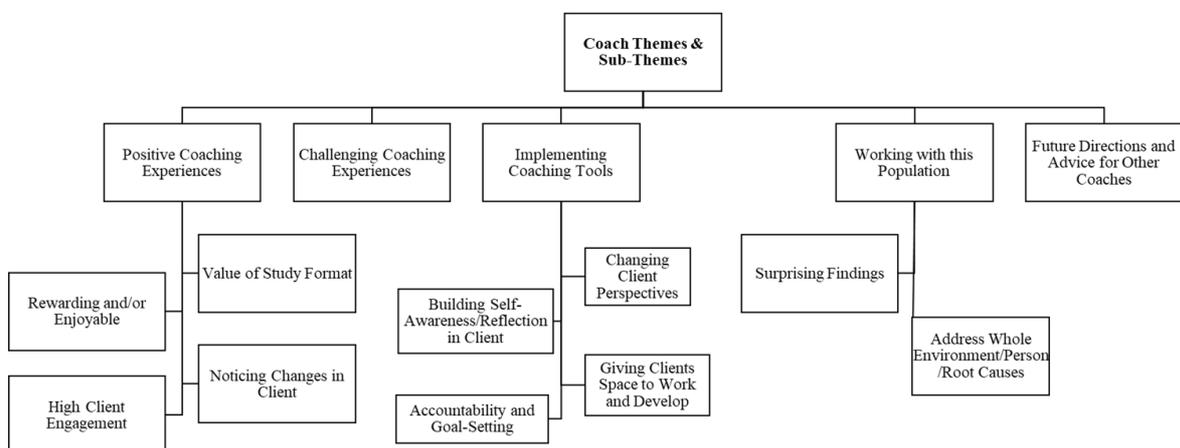 Coach Themes &
Sub-Themes
Positive Coaching
Experiences
Challenging Coaching
Experiences
Implementing
Coaching Tools
Working with this
Population
Future Directions and
Advice for Other
Coaches
Value of Study Format
Rewarding and/or
Enjoyable
Noticing Changes in
Client
High Client
Engagement
Changing
Client
Perspectives
Building Self-
Awareness/Reflection
in Client
Giving Clients
Space to Work
and Develop
Accountability and
Goal-Setting
Surprising Findings
Address Whole
Environment/Person
/Root Causes